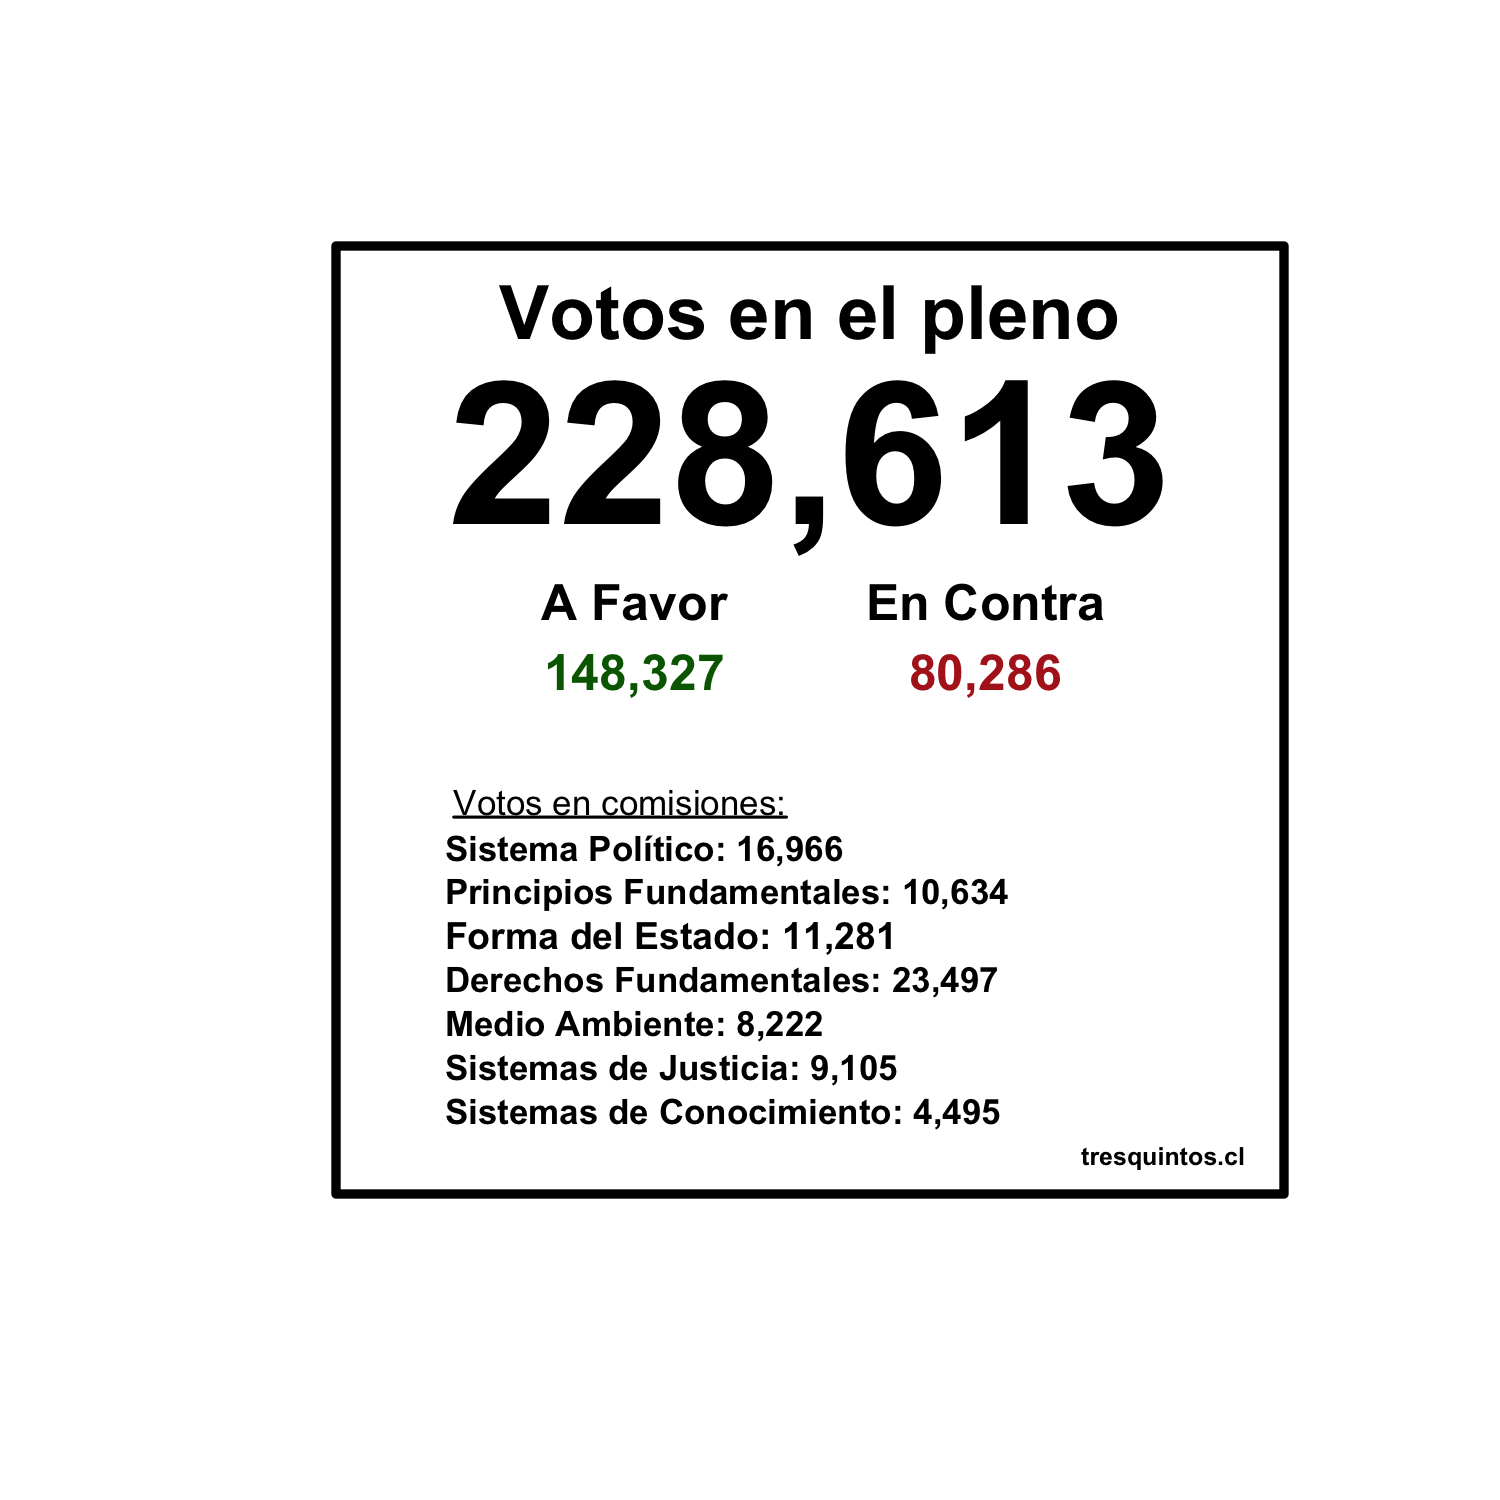 Votos en el pleno
228,613
A Favor En Contra
148,327 80,286
Votos en comisiones:
Sistema Político: 16,966
Principios Fundamentales: 10,634
Forma del Estado: 11,281
Derechos Fundamentales: 23,497
Medio Ambiente: 8,222
Sistemas de Justicia: 9,105
Sistemas de Conocimiento: 4,495
tresquintos.cl